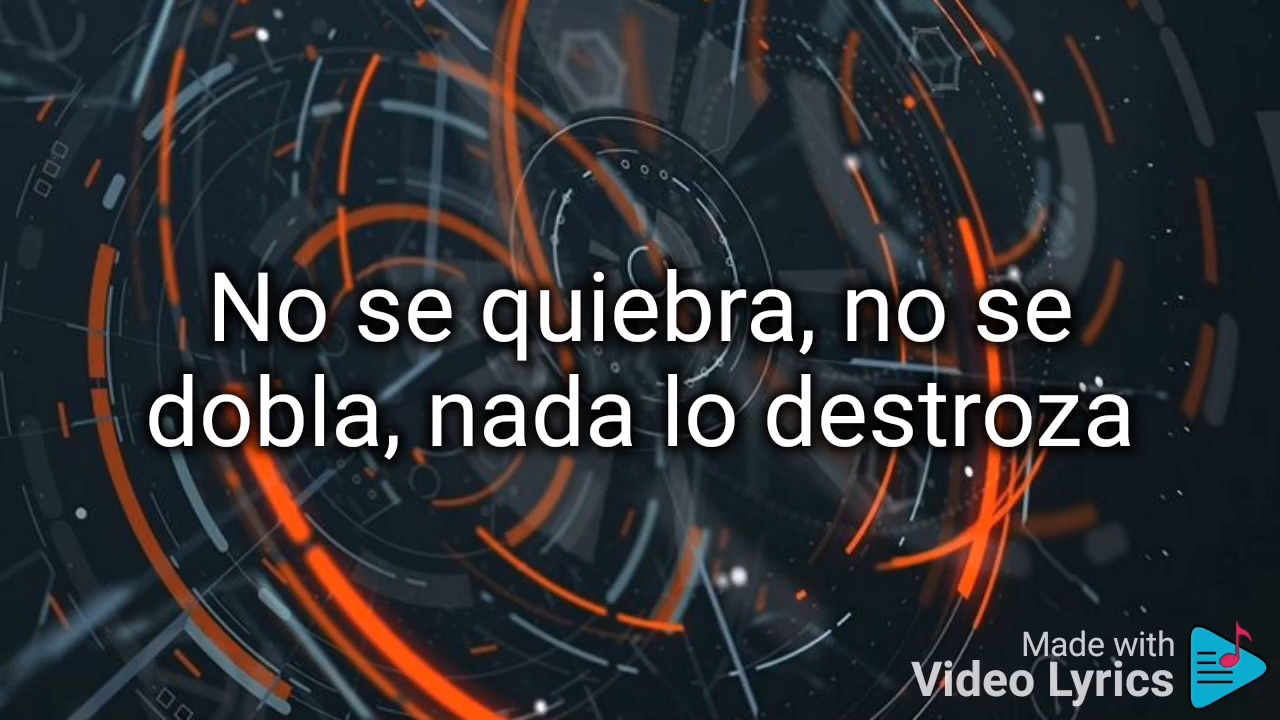 No se quiebra, no se
dobla, nada lo destroza
Made with
Video Lyrics